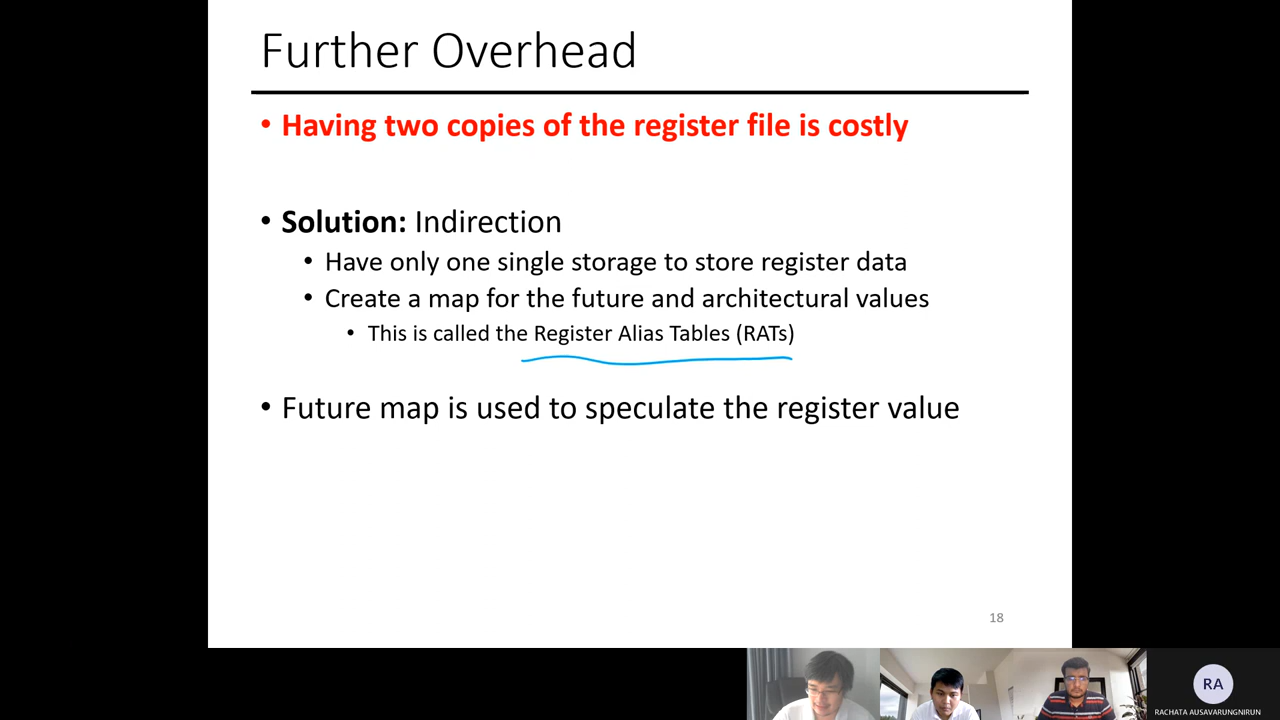 Further Overhead
• Having two copies of the register file is costly
• Solution: Indirection
• Have only one single storage to store register data
• Create a map for the future and architectural values
• This is called the Register Alias Tables (RATs)
• Future map is used to speculate the register value
18
RA
RACHATA AUSAVARUNGNIRUN